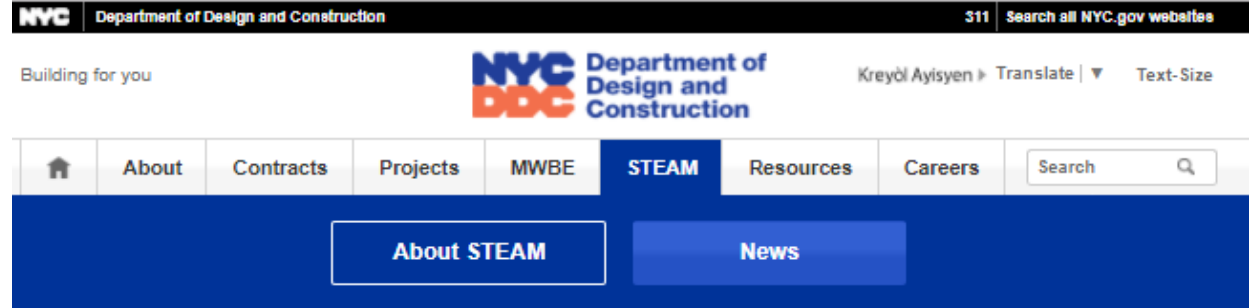 NYC Department of Design and Construction 311 Search all NYC.gov websites
Building for you
NYC DDC
Department of
Design and
Construction
Kreyòl Ayisyen Translate | ▼ Text-Size
About Contracts Projects MWBE STEAM Resources Careers Search
About STEAM News